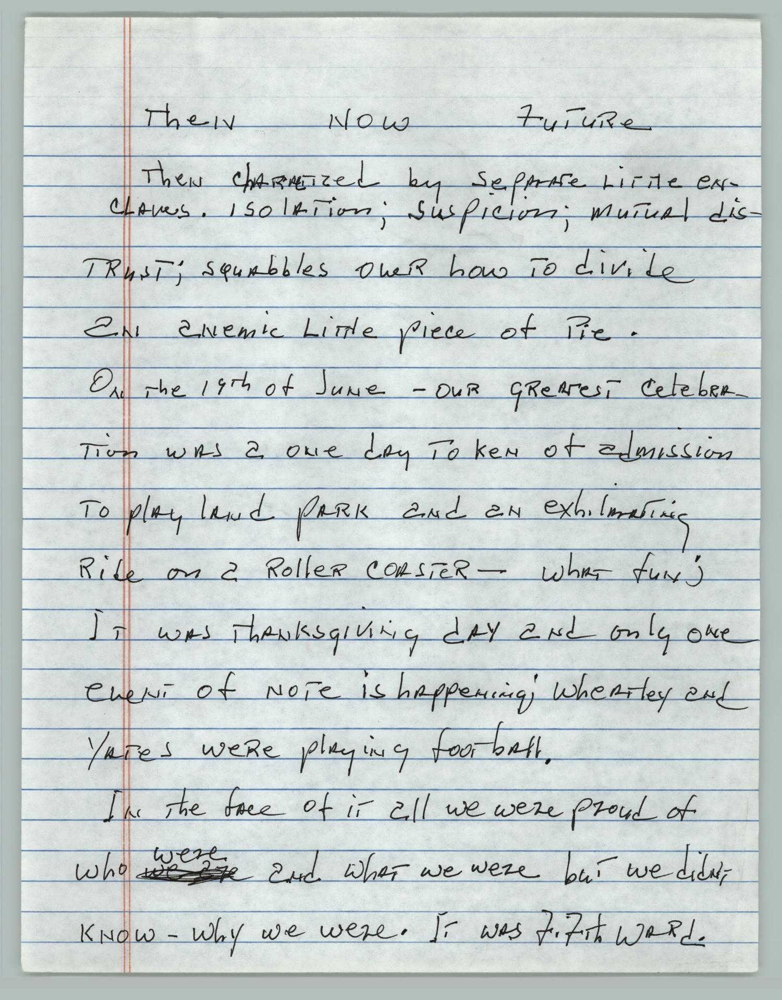 Then NOW Future
Then charatized by separate little en-
claves. isolation; suspicion; mutual dis-
trust; squabbles over how to divide
an anemic little piece of pie.
On the 19th of June - our greatest celebra-
tion was a one day token of admission
to play land park and an exhilarating
Ride on a Roller coaster - what fun;
It was thanksgiving day and only one
event of note is happening; Wheatley and
Yates were playing football.
In the face of it all we were proud of
were
who we are and what we were but we didnt
know - why we were. It was Fifth Ward.